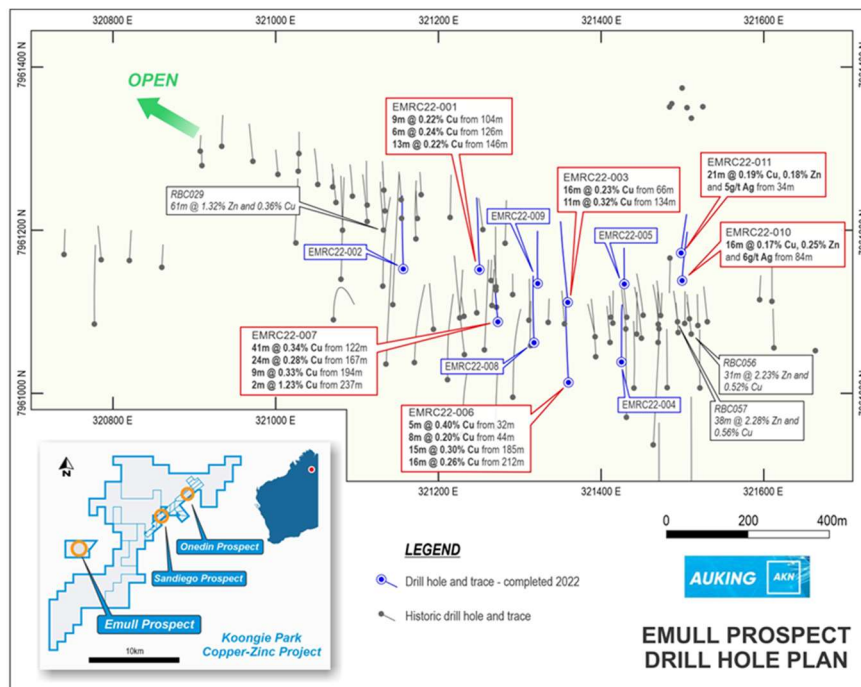 320800 E
321000 E
321200 E
321400 E
321600 E
7961400 N
7961200 N
7961000 N
OPEN
EMRC22-001
9m @ 0.22% Cu from 104m
6m @ 0.24% Cu from 126m
13m @ 0.22% Cu from 146m
EMRC22-003
16m @ 0.23% Cu from 66m
11m @ 0.32% Cu from 134m
EMRC22-011
21m @ 0.19% Cu, 0.18% Zn
and 5g/t Ag from 34m
RBC029
61m @ 1.32% Zn and 0.36% Cu
EMRC22-009
EMRC22-005
EMRC22-010
16m @ 0.17% Cu, 0.25% Zn
and 6g/t Ag from 84m
EMRC22-002
EMRC22-007
41m @ 0.34% Cu from 122m
24m @ 0.28% Cu from 167m
9m @ 0.33% Cu from 194m
2m @ 1.23% Cu from 237m
EMRC22-008
EMRC22-004
RBC056
31m @ 2.23% Zn and
0.52% Cu
RBC057
38m @ 2.28% Zn and
0.56% Cu
EMRC22-006
5m @ 0.40% Cu from 32m
8m @ 0.20% Cu from 44m
15m @ 0.30% Cu from 185m
16m @ 0.26% Cu from 212m
320800 E
321000 E
321200 E
321400 E
321600 E
N
Onedin Prospect
Sandiego Prospect
Emull Prospect
Koongie Park
Copper-Zinc Project
10km
LEGEND
Drill hole and trace - completed 2022
Historic drill hole and trace
0 200 400m
AUKING AKN
EMULL PROSPECT
DRILL HOLE PLAN